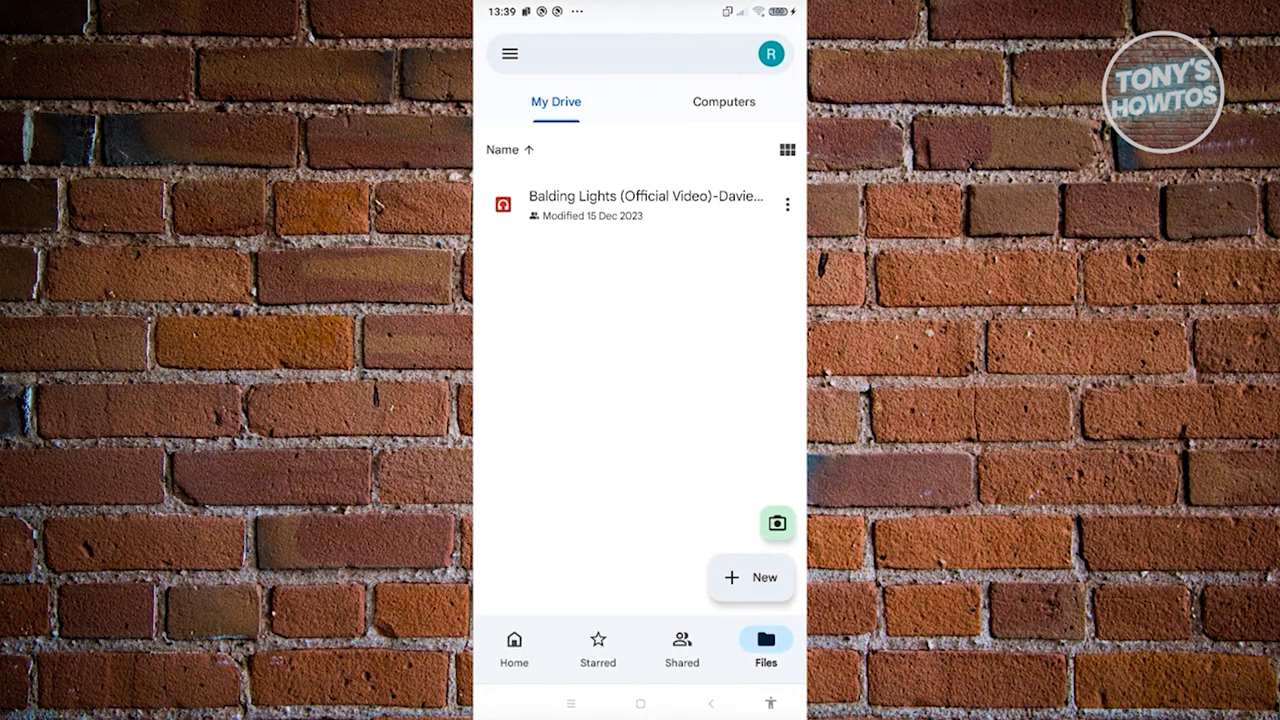 13:39
100
R
My Drive
Computers
Name
Balding Lights (Official Video)-Davie...
Modified 15 Dec 2023
New
Home
Starred
Shared
Files
TONY'S
HOWTOS